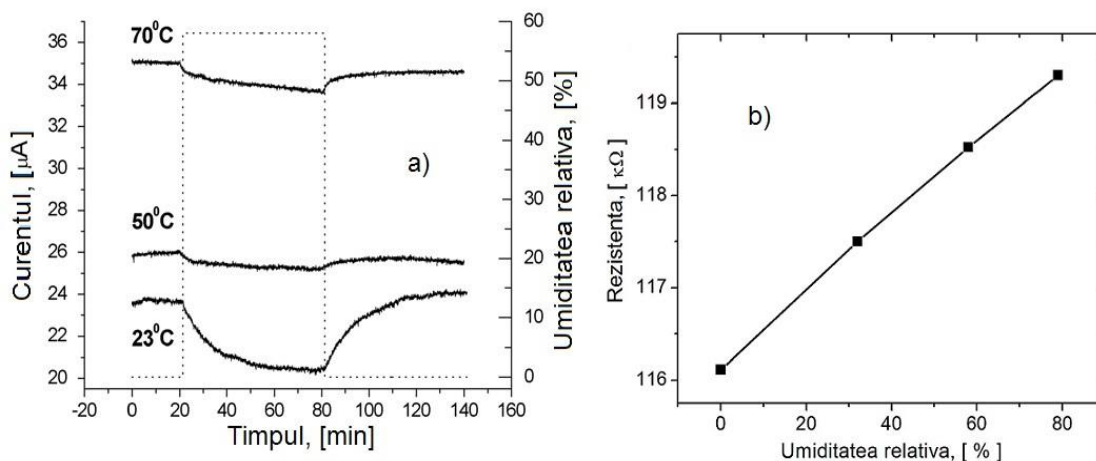 36
34
32
30
28
26
24
22
20
Curentul, [μA]
70⁰C
50⁰C
23⁰C
a)
60
50
40
30
20
10
0
Umiditatea relativa, [%]
-20 0 20 40 60 80 100 120 140 160
Timpul, [min]
119
118
117
116
Rezistenta, [ κΩ ]
b)
0 20 40 60 80
Umiditatea relativa, [ % ]